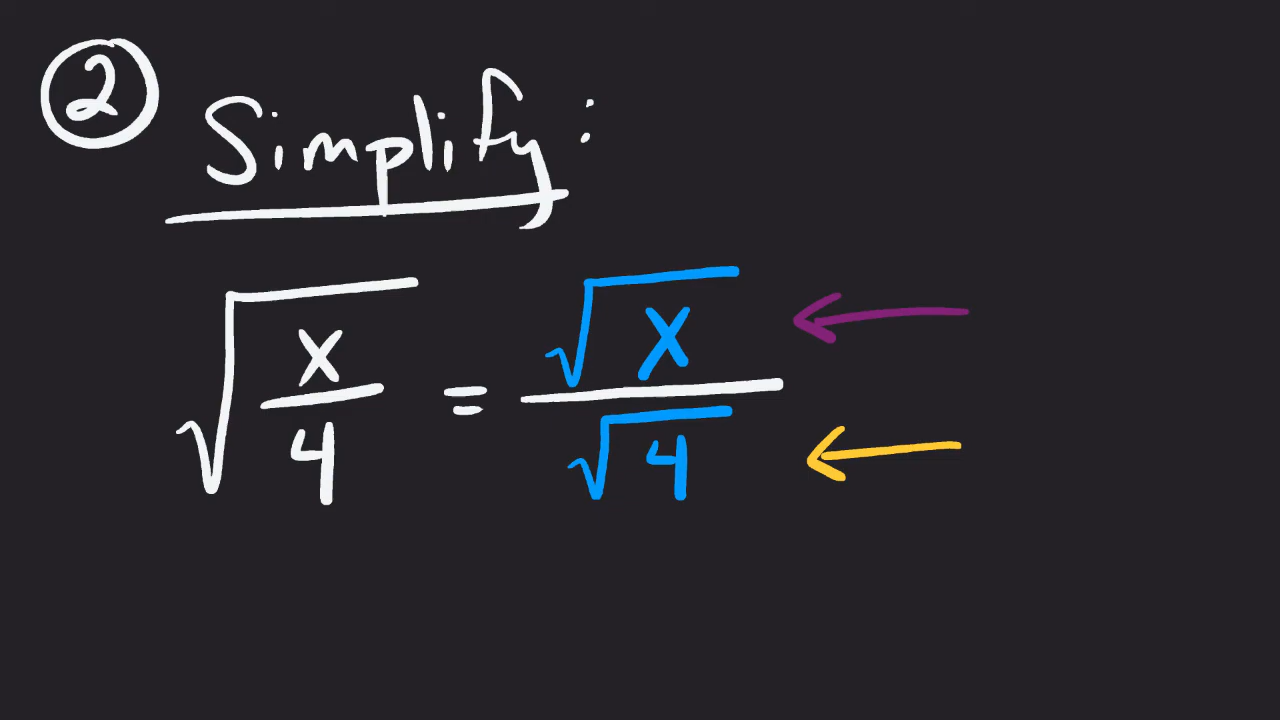 ② Simplify:
√(x/4) = √x/√4